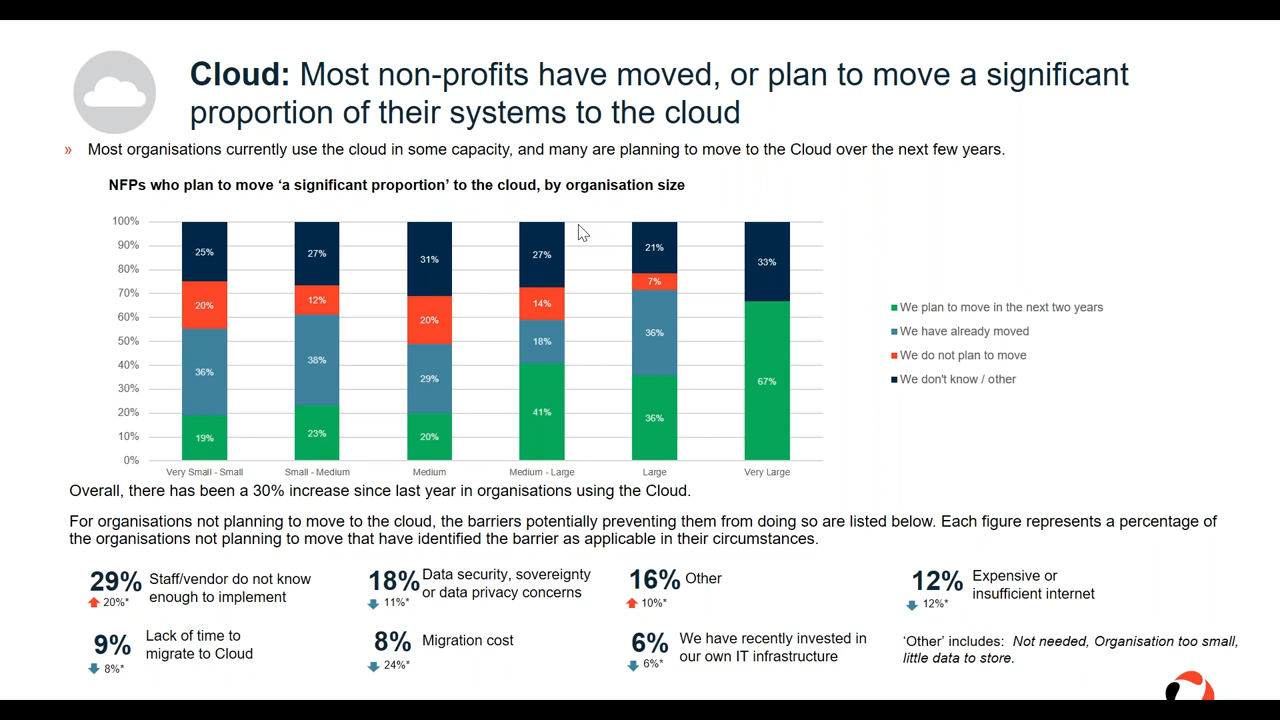 Cloud: Most non-profits have moved, or plan to move a significant
proportion of their systems to the cloud
» Most organisations currently use the cloud in some capacity, and many are planning to move to the Cloud over the next few years.
NFPs who plan to move ‘a significant proportion’ to the cloud, by organisation size
100%
90%
80%
70%
60%
50%
40%
30%
20%
10%
0%
25% 27% 31% 27% 21% 33%
20% 12% 20% 14% 7%
36% 38% 29% 18% 36%
19% 23% 20% 41% 36% 67%
Very Small - Small Small - Medium Medium Medium - Large Large Very Large
We plan to move in the next two years
We have already moved
We do not plan to move
We don't know / other
Overall, there has been a 30% increase since last year in organisations using the Cloud.
For organisations not planning to move to the cloud, the barriers potentially preventing them from doing so are listed below. Each figure represents a percentage of
the organisations not planning to move that have identified the barrier as applicable in their circumstances.
29% Staff/vendor do not know
enough to implement
20%*
18% Data security, sovereignty
or data privacy concerns
11%*
16% Other
10%*
12% Expensive or
insufficient internet
12%*
9% Lack of time to
migrate to Cloud
8%*
8% Migration cost
24%*
6% We have recently invested in
our own IT infrastructure
6%*
‘Other’ includes: Not needed, Organisation too small,
little data to store.